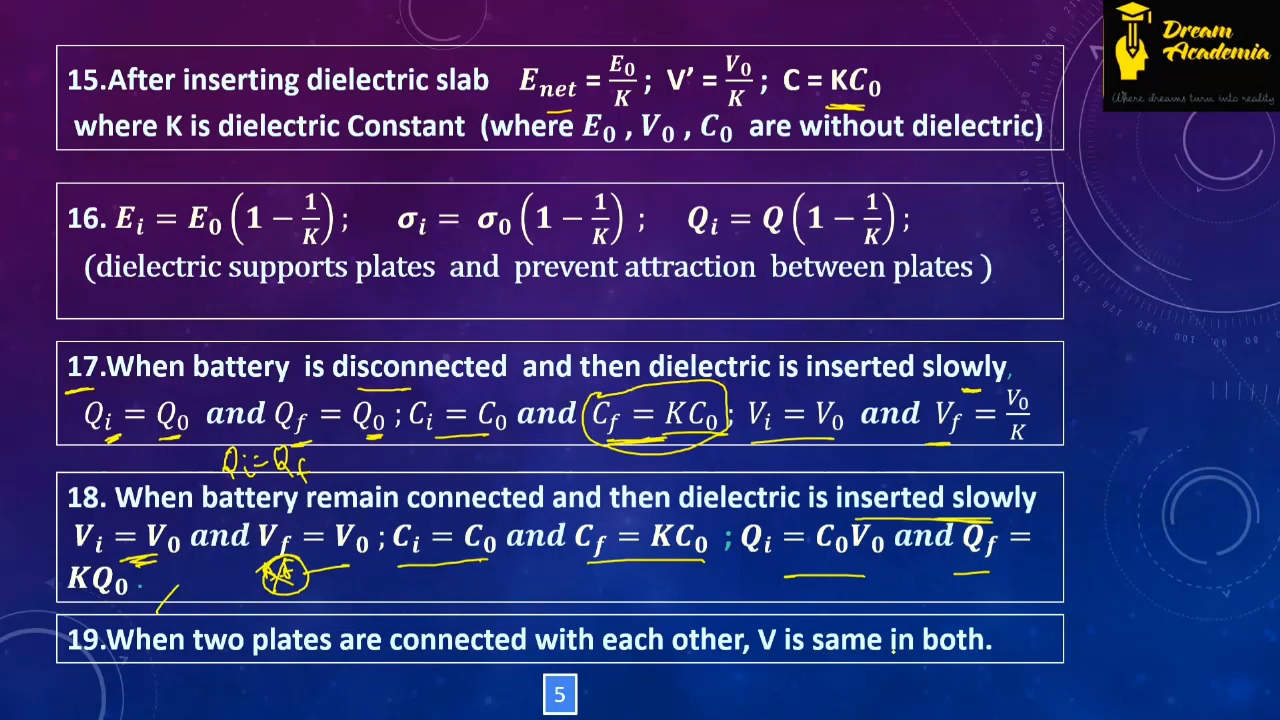 Dream
Academia
Where dreams turn into reality
15.After inserting dielectric slab E_net = E_0/K ; V’ = V_0/K ; C = KC_0
where K is dielectric Constant (where E_0 , V_0 , C_0 are without dielectric)
16. E_i = E_0 (1 − 1/K) ; σ_i = σ_0 (1 − 1/K) ; Q_i = Q (1 − 1/K) ;
(dielectric supports plates and prevent attraction between plates )
17.When battery is disconnected and then dielectric is inserted slowly,
Q_i = Q_0 and Q_f = Q_0 ; C_i = C_0 and C_f = KC_0 ; V_i = V_0 and V_f = V_0/K
Q_i = Q_f
18. When battery remain connected and then dielectric is inserted slowly
V_i = V_0 and V_f = V_0 ; C_i = C_0 and C_f = KC_0 ; Q_i = C_0V_0 and Q_f =
KQ_0 .
19.When two plates are connected with each other, V is same in both.
5